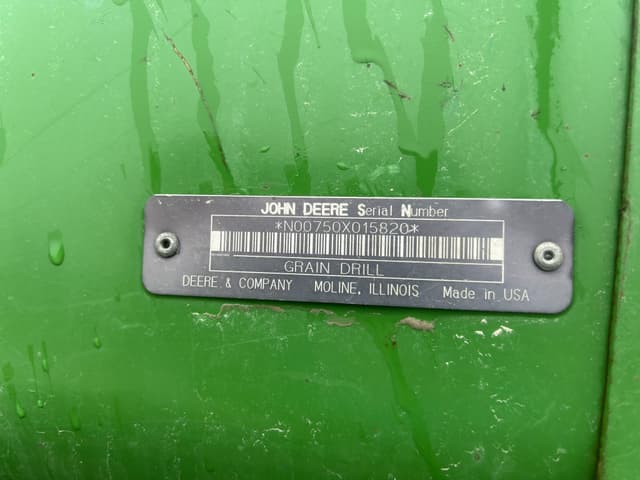 JOHN DEERE Serial Number
*N00750X015820*
GRAIN DRILL
DEERE & COMPANY MOLINE, ILLINOIS Made in USA